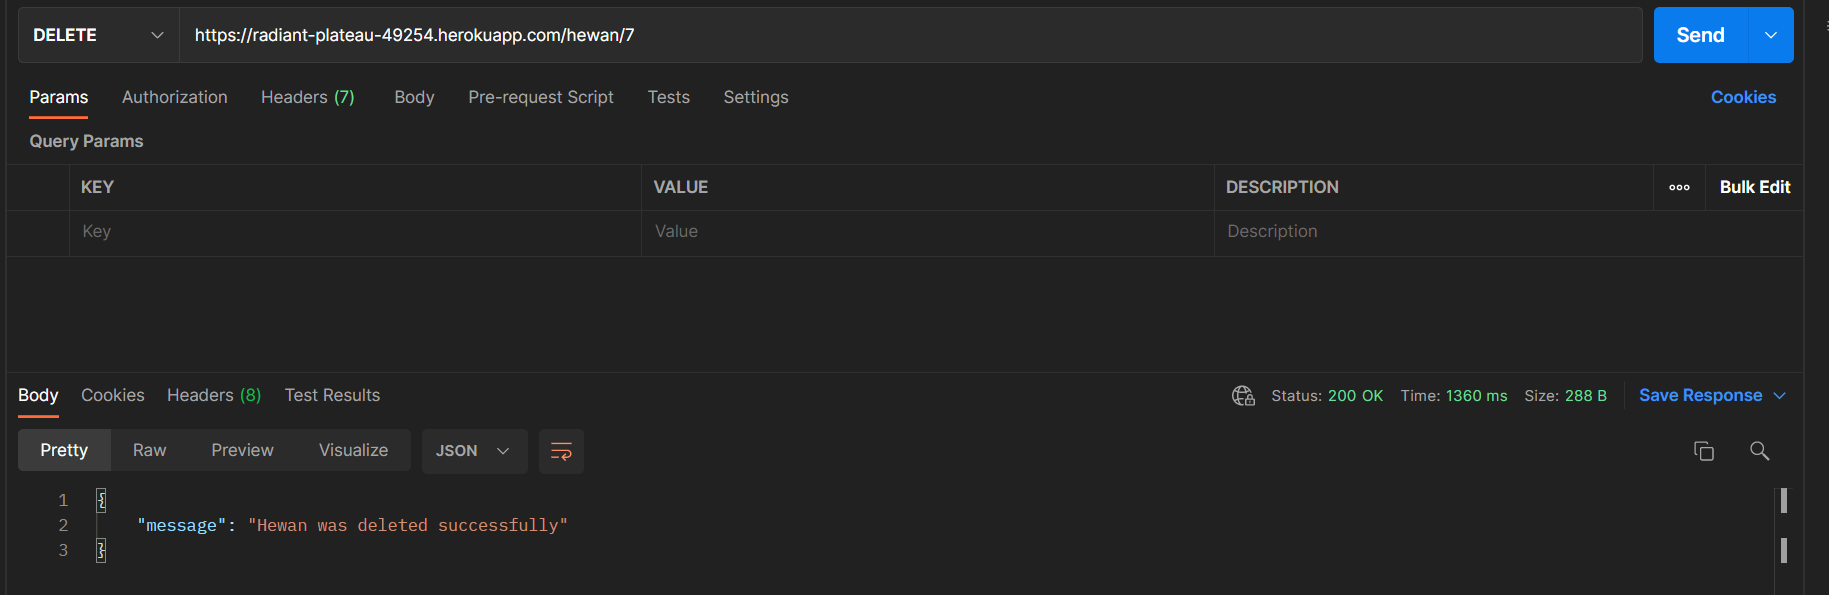 DELETE https://radiant-plateau-49254.herokuapp.com/hewan/7 Send
Params Authorization Headers (7) Body Pre-request Script Tests Settings Cookies
Query Params
KEY VALUE DESCRIPTION Bulk Edit
Key Value Description
Body Cookies Headers (8) Test Results Status: 200 OK Time: 1360 ms Size: 288 B Save Response
Pretty Raw Preview Visualize JSON
1 {
2 "message": "Hewan was deleted successfully"
3 }